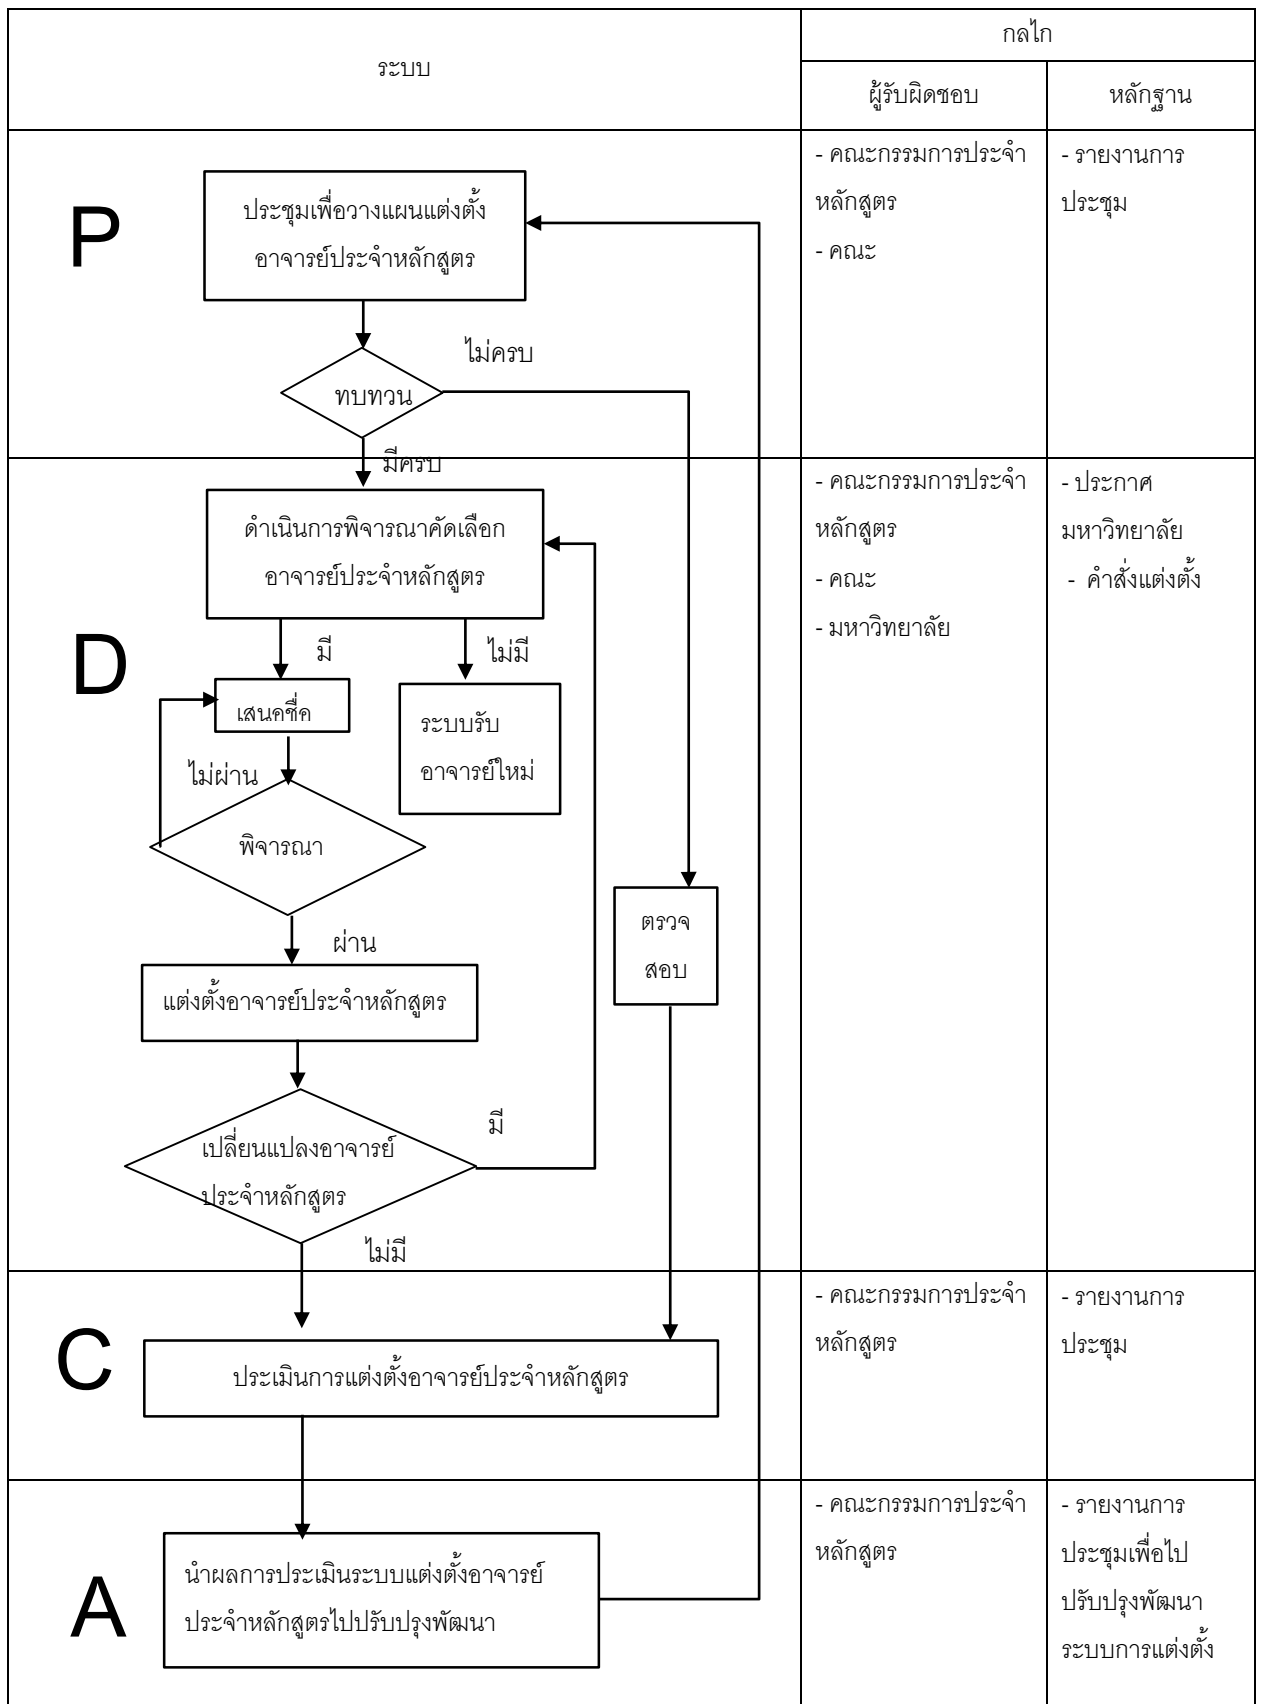 ระบบ
กลไก
ผู้รับผิดชอบ
หลักฐาน
P
ประชุมเพื่อวางแผนแต่งตั้ง
อาจารย์ประจำหลักสูตร
ไม่ครบ
ทบทวน
มีครบ
- คณะกรรมการประจำ
หลักสูตร
- คณะ
- รายงานการ
ประชุม
D
ดำเนินการพิจารณาคัดเลือก
อาจารย์ประจำหลักสูตร
มี
ไม่มี
เสนคชื่ค
ระบบรับ
อาจารย์ใหม่
ไม่ผ่าน
พิจารณา
ผ่าน
ตรวจ
สอบ
แต่งตั้งอาจารย์ประจำหลักสูตร
มี
เปลี่ยนแปลงอาจารย์
ประจำหลักสูตร
ไม่มี
- คณะกรรมการประจำ
หลักสูตร
- คณะ
- มหาวิทยาลัย
- ประกาศ
มหาวิทยาลัย
- คำสั่งแต่งตั้ง
C
ประเมินการแต่งตั้งอาจารย์ประจำหลักสูตร
- คณะกรรมการประจำ
หลักสูตร
- รายงานการ
ประชุม
A
นำผลการประเมินระบบแต่งตั้งอาจารย์
ประจำหลักสูตรไปปรับปรุงพัฒนา
- คณะกรรมการประจำ
หลักสูตร
- รายงานการ
ประชุมเพื่อไป
ปรับปรุงพัฒนา
ระบบการแต่งตั้ง